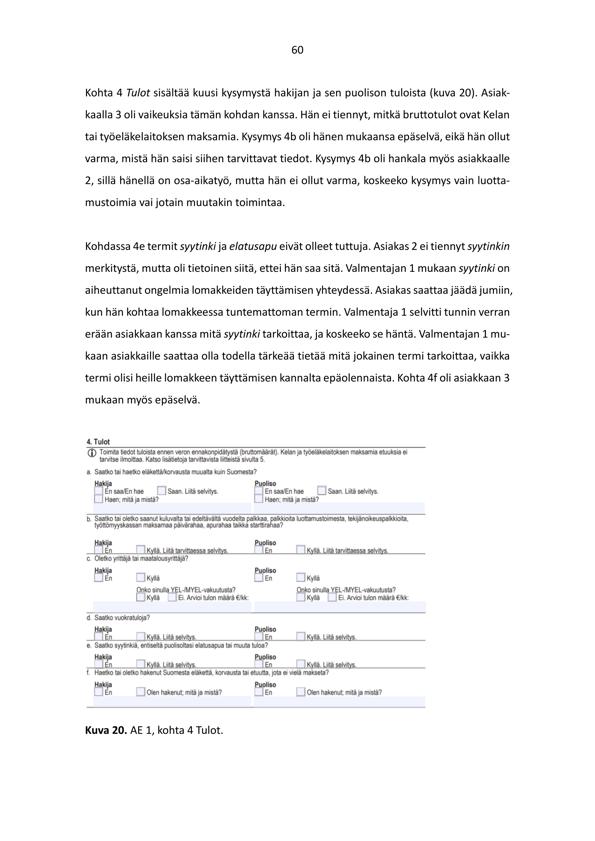 60
Kohta 4 Tulot sisältää kuusi kysymystä hakijan ja sen puolison tuloista (kuva 20). Asiak-
kaalla 3 oli vaikeuksia tämän kohdan kanssa. Hän ei tiennyt, mitkä bruttotulot ovat Kelan
tai työeläkelaitoksen maksamia. Kysymys 4b oli hänen mukaansa epäselvä, eikä hän ollut
varma, mistä hän saisi siihen tarvittavat tiedot. Kysymys 4b oli hankala myös asiakkaalle
2, sillä hänellä on osa-aikatyö, mutta hän ei ollut varma, koskeeko kysymys vain luotta-
mustoimia vai jotain muutakin toimintaa.
Kohdassa 4e termit syytinki ja elatusapu eivät olleet tuttuja. Asiakas 2 ei tiennyt syytinkin
merkitystä, mutta oli tietoinen siitä, ettei hän saa sitä. Valmentajan 1 mukaan syytinki on
aiheuttanut ongelmia lomakkeiden täyttämisen yhteydessä. Asiakas saattaa jäädä jumiin,
kun hän kohtaa lomakkeessa tuntemattoman termin. Valmentaja 1 selvitti tunnin verran
erään asiakkaan kanssa mitä syytinki tarkoittaa, ja koskeeko se häntä. Valmentajan 1 mu-
kaan asiakkaille saattaa olla todella tärkeää tietää mitä jokainen termi tarkoittaa, vaikka
termi olisi heille lomakkeen täyttämisen kannalta epäolennaista. Kohta 4f oli asiakkaan 3
mukaan myös epäselvä.
4. Tulot
Toimita tiedot tuloista ennen veron ennakonpidätystä (bruttomäärät). Kelan ja työeläkelaitoksen maksamia etuuksia ei
tarvitse ilmoittaa. Katso lisätietoja tarvittavista liitteistä sivulta 5.
a. Saatko tai haetko eläkettä/korvausta muualta kuin Suomesta?
Hakija Puoliso
En saa/En hae Saan. Liitä selvitys. En saa/En hae Saan. Liitä selvitys.
Haen; mitä ja mistä? Haen; mitä ja mistä?
b. Saatko tai oletko saanut kuluvalta tai edeltävältä vuodelta palkkaa, palkkioita luottamustoimesta, tekijänoikeuspalkkioita,
työttömyyskassan maksamaa päivärahaa, apurahaa taikka starttirahaa?
Hakija Puoliso
En Kyllä. Liitä tarvittaessa selvitys. En Kyllä. Liitä tarvittaessa selvitys.
c. Oletko yrittäjä tai maatalousyrittäjä?
Hakija Puoliso
En Kyllä En Kyllä
Onko sinulla YEL-/MYEL-vakuutusta? Onko sinulla YEL-/MYEL-vakuutusta?
Kyllä Ei. Arvioi tulon määrä €/kk: Kyllä Ei. Arvioi tulon määrä €/kk:
d. Saatko vuokratuloja?
Hakija Puoliso
En Kyllä. Liitä selvitys. En Kyllä. Liitä selvitys.
e. Saatko syytinkiä, entiseltä puolisoltasi elatusapua tai muuta tuloa?
Hakija Puoliso
En Kyllä. Liitä selvitys. En Kyllä. Liitä selvitys.
f. Haetko tai oletko hakenut Suomesta eläkettä, korvausta tai etuutta, jota ei vielä makseta?
Hakija Puoliso
En Olen hakenut; mitä ja mistä? En Olen hakenut; mitä ja mistä?
Kuva 20. AE 1, kohta 4 Tulot.